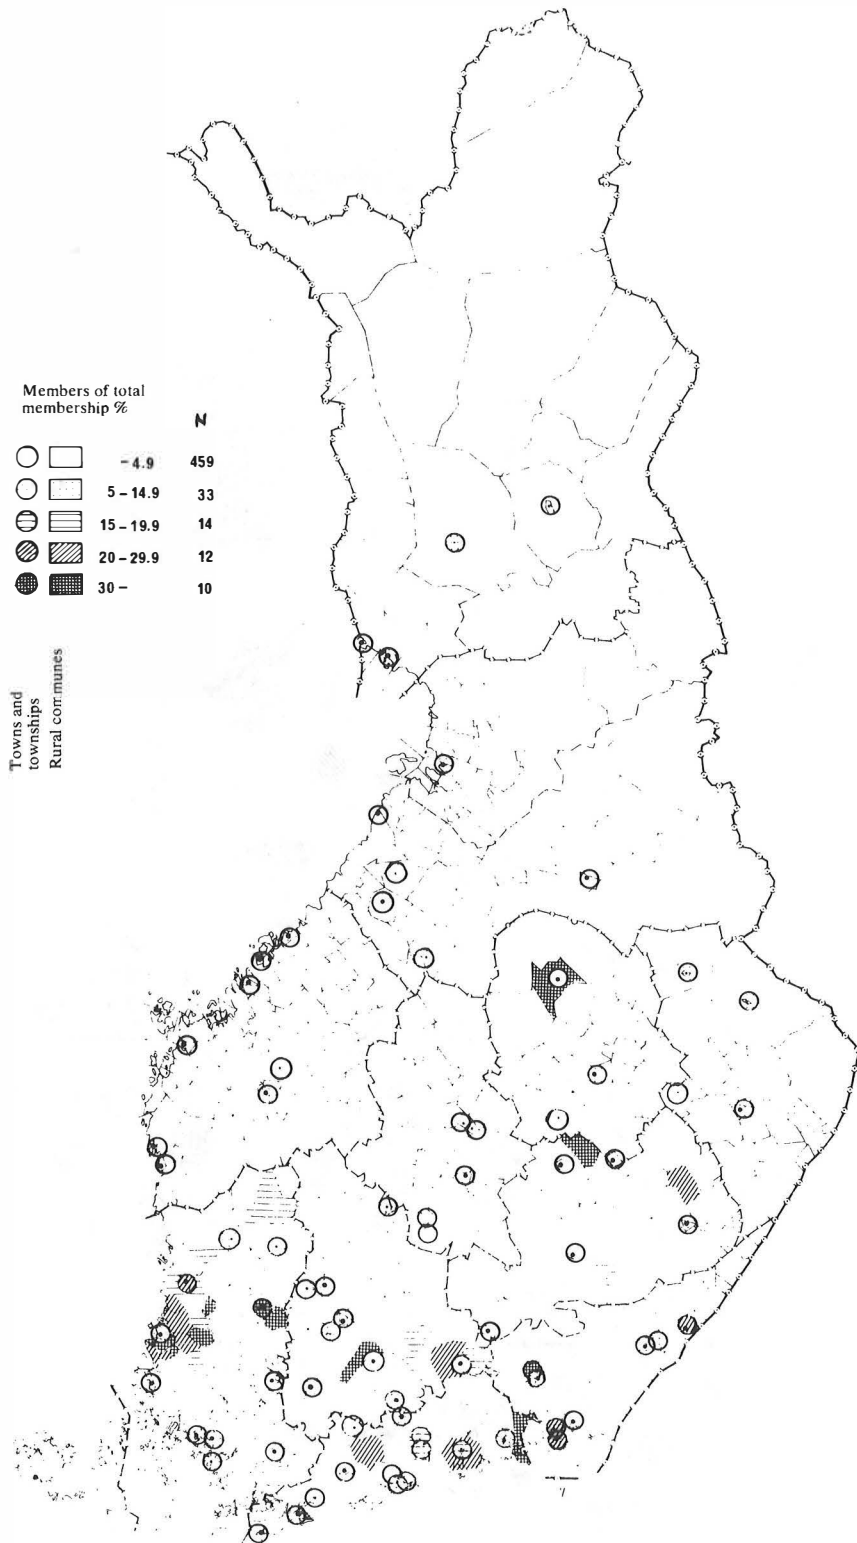 Members of total
membership %
N
-4.9 459
5-14.9 33
15-19.9 14
20-29.9 12
30- 10
Towns and
townships
Rural communes